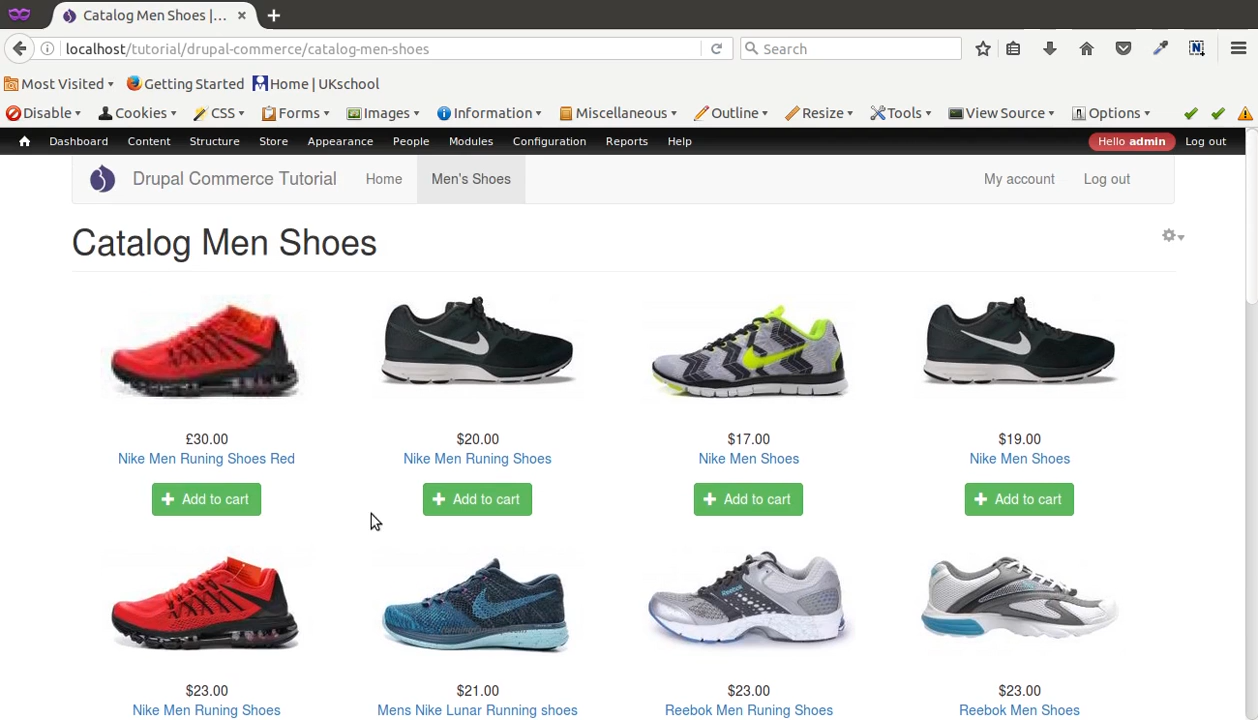 Catalog Men Shoes |...
localhost/tutorial/drupal-commerce/catalog-men-shoes
Search
Most Visited Getting Started Home | UKschool
Disable Cookies CSS Forms Images Information Miscellaneous Outline Resize Tools View Source Options
Dashboard Content Structure Store Appearance People Modules Configuration Reports Help Hello admin Log out
Drupal Commerce Tutorial Home Men's Shoes My account Log out
Catalog Men Shoes
£30.00 $20.00 $17.00 $19.00
Nike Men Runing Shoes Red Nike Men Runing Shoes Nike Men Shoes Nike Men Shoes
Add to cart Add to cart Add to cart Add to cart
$23.00 $21.00 $23.00 $23.00
Nike Men Runing Shoes Mens Nike Lunar Running shoes Reebok Men Runing Shoes Reebok Men Shoes